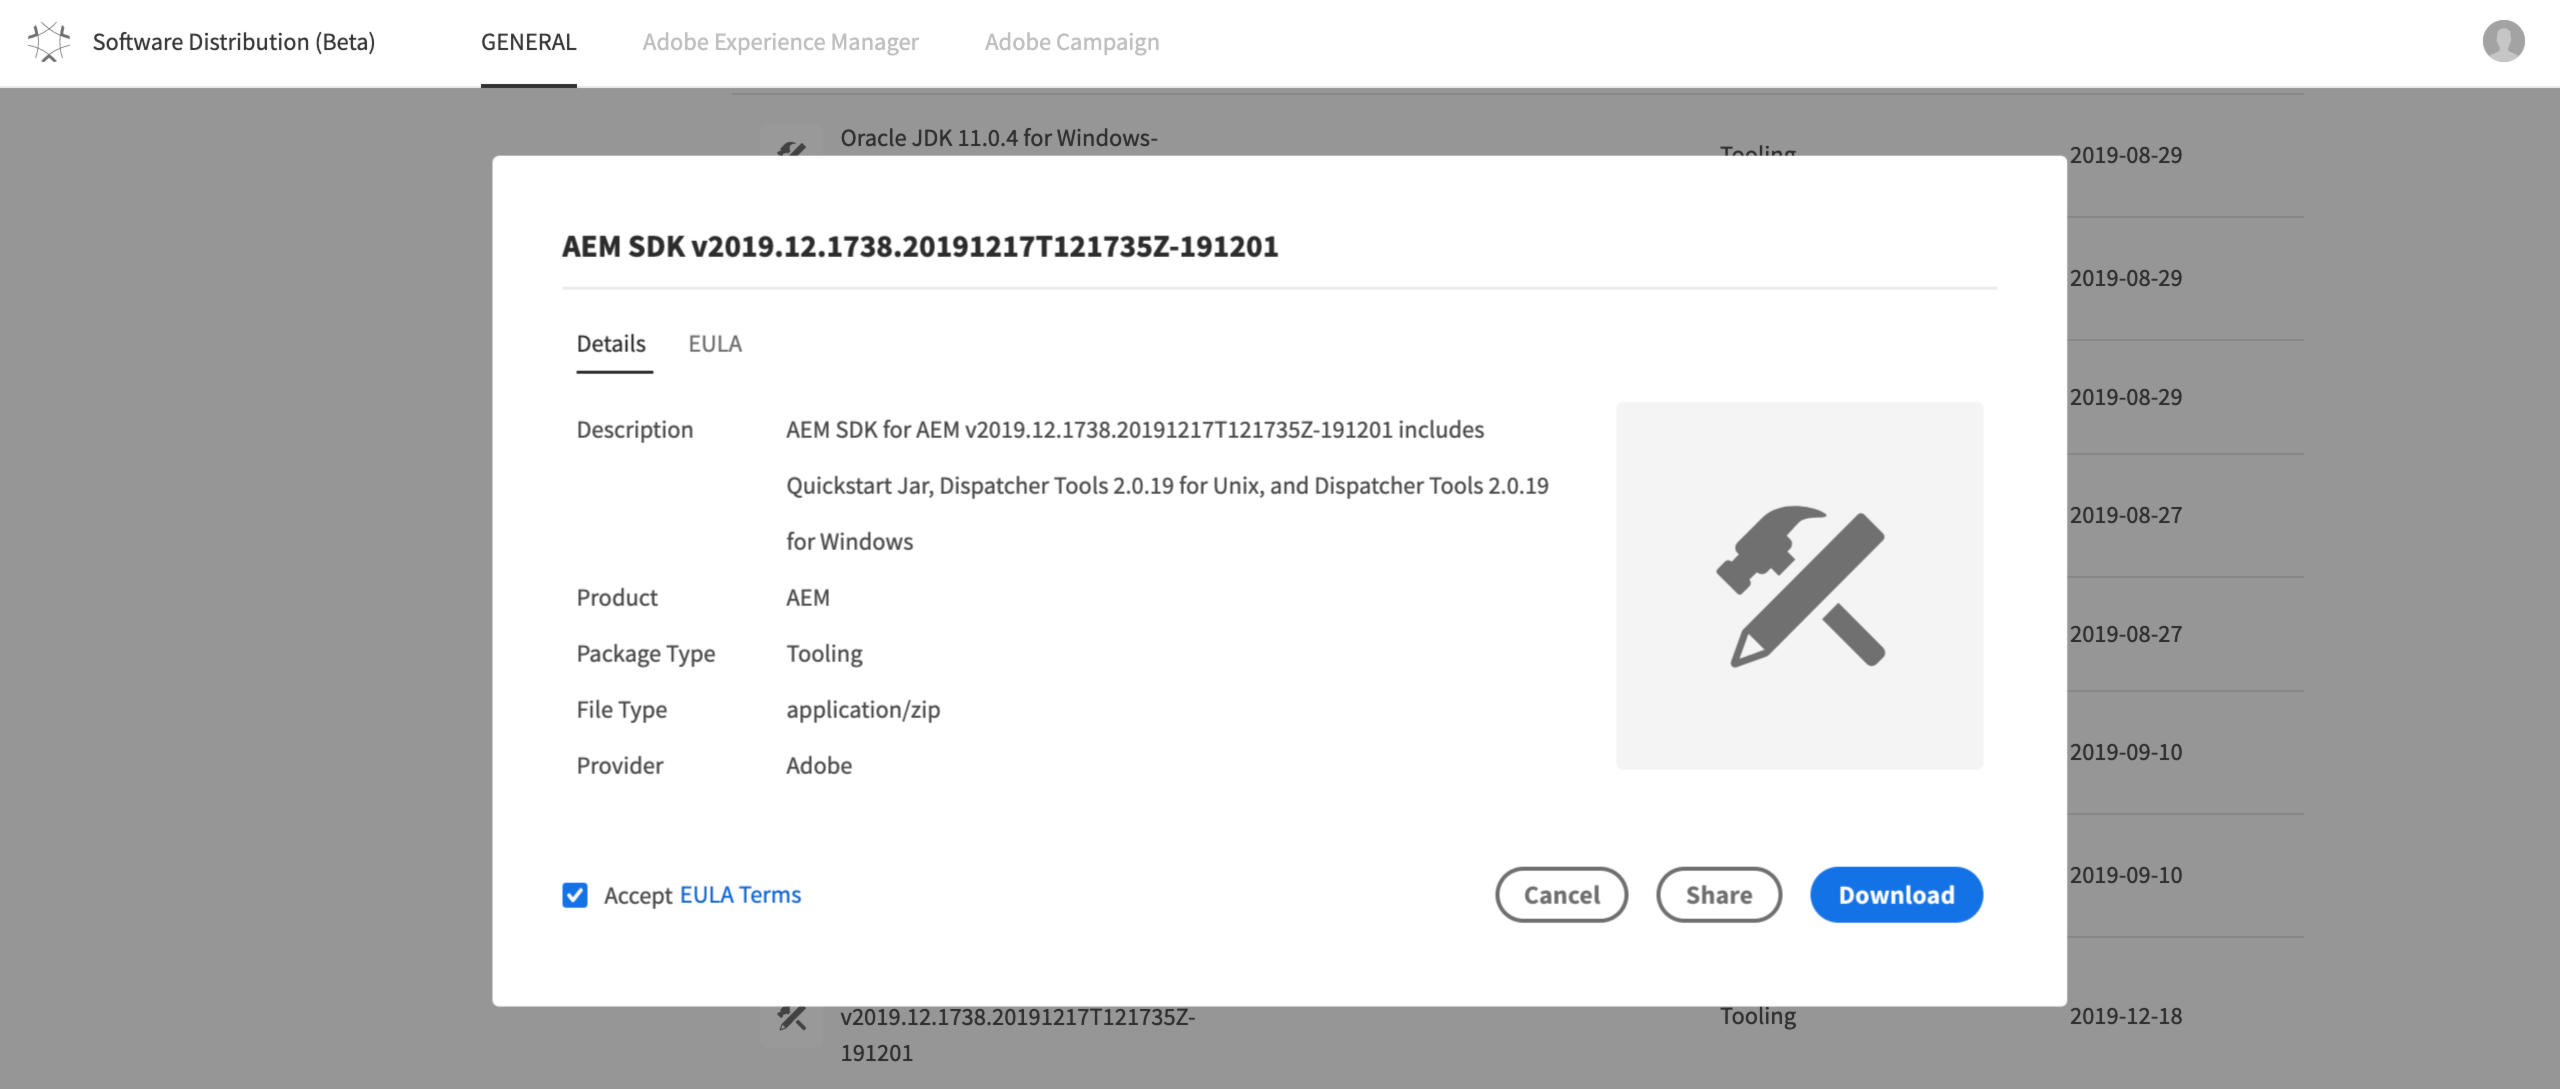 Software Distribution (Beta)
GENERAL
Adobe Experience Manager
Adobe Campaign
Oracle JDK 11.0.4 for Windows-
Tooling
2019-08-29
AEM SDK v2019.12.1738.20191217T121735Z-191201
2019-08-29
Details
EULA
2019-08-29
Description
AEM SDK for AEM v2019.12.1738.20191217T121735Z-191201 includes
Quickstart Jar, Dispatcher Tools 2.0.19 for Unix, and Dispatcher Tools 2.0.19
for Windows
2019-08-27
Product
AEM
2019-08-27
Package Type
Tooling
File Type
application/zip
2019-09-10
Provider
Adobe
2019-09-10
Accept EULA Terms
Cancel
Share
Download
v2019.12.1738.20191217T121735Z-
191201
Tooling
2019-12-18